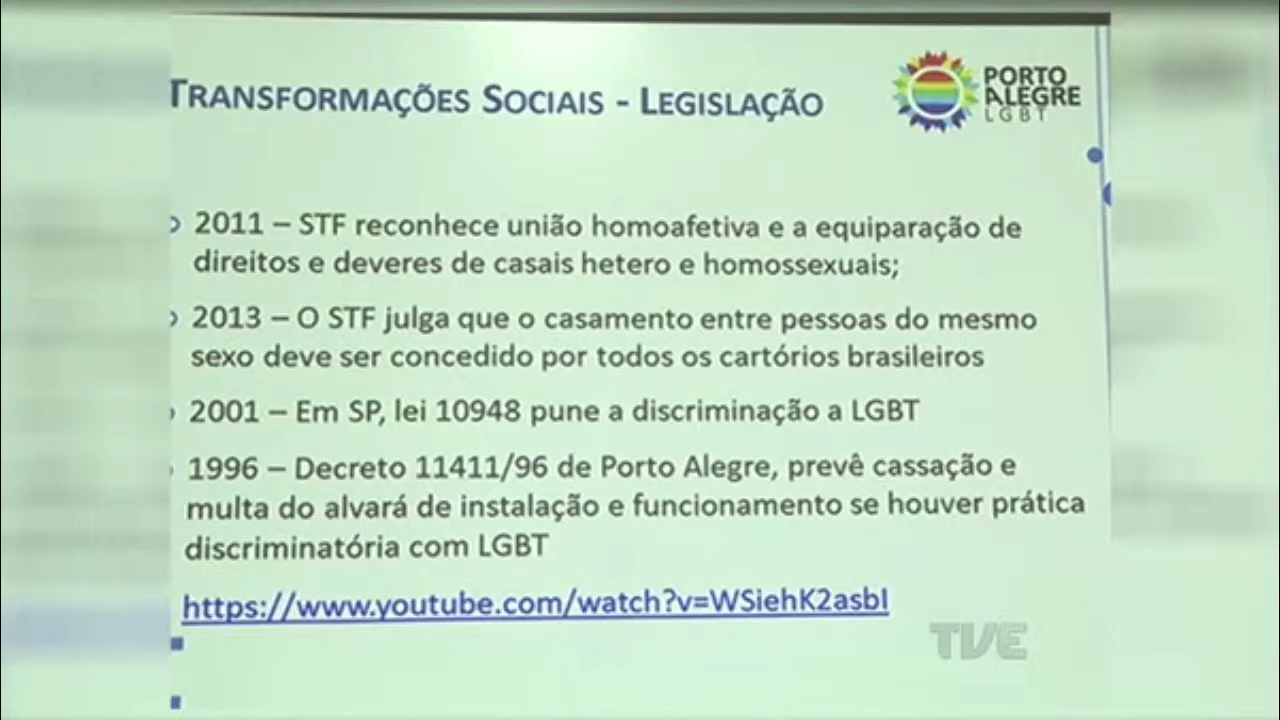 TRANSFORMAÇÕES SOCIAIS - LEGISLAÇÃO
PORTO
ALEGRE
LGBT
2011 – STF reconhece união homoafetiva e a equiparação de
direitos e deveres de casais hetero e homossexuais;
2013 – O STF julga que o casamento entre pessoas do mesmo
sexo deve ser concedido por todos os cartórios brasileiros
2001 – Em SP, lei 10948 pune a discriminação a LGBT
1996 – Decreto 11411/96 de Porto Alegre, prevê cassação e
multa do alvará de instalação e funcionamento se houver prática
discriminatória com LGBT
https://www.youtube.com/watch?v=WSiehK2asbI
TVE